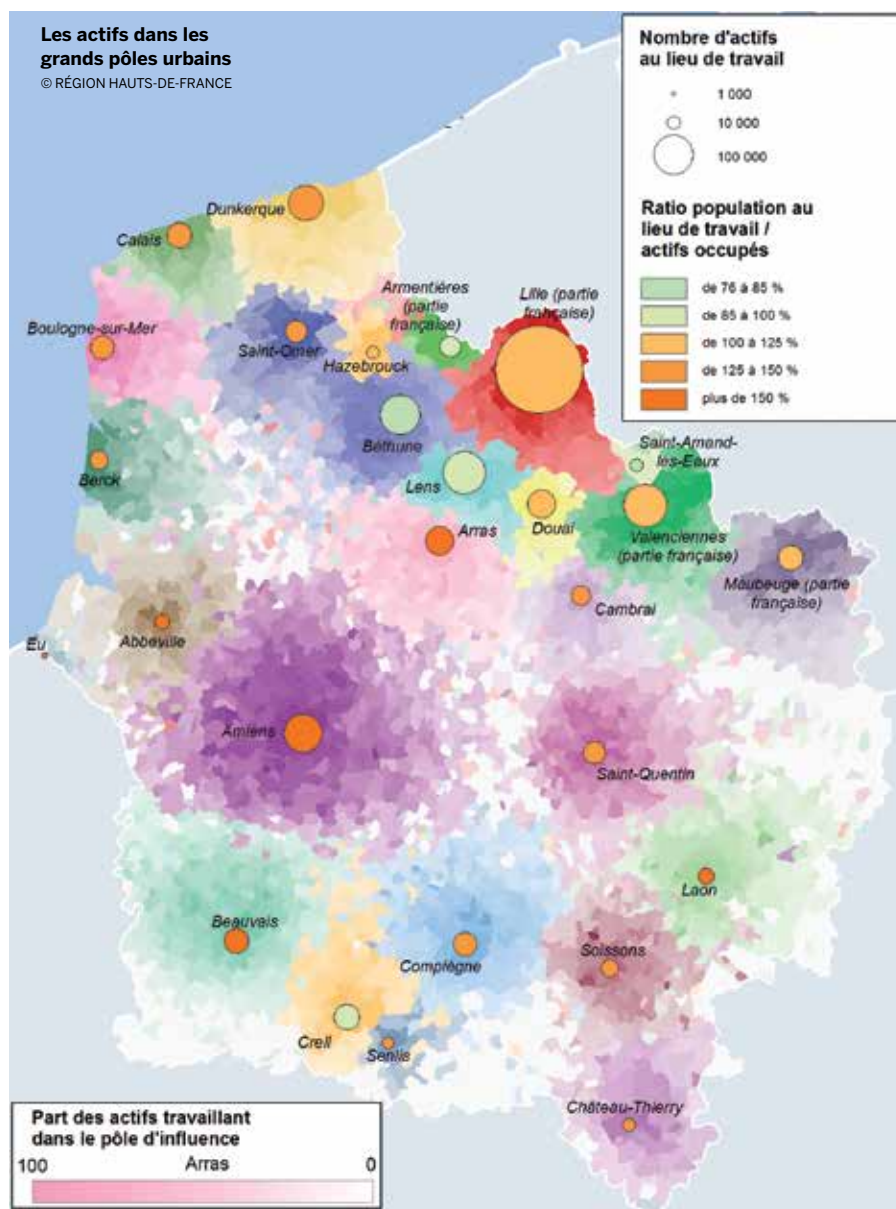 Les actifs dans les
grands pôles urbains
© RÉGION HAUTS-DE-FRANCE
Nombre d'actifs
au lieu de travail
1 000
10 000
100 000
Ratio population au
lieu de travail /
actifs occupés
de 76 à 85 %
de 85 à 100 %
de 100 à 125 %
de 125 à 150 %
plus de 150 %
Dunkerque
Calais
Armentières
(partie
française)
Lille (partie
française)
Boulogne-sur-Mer
Saint-Omer
Hazebrouck
Béthune
Saint-Amand-
les-Eaux
Berck
Lens
Arras
Douai
Valenciennes
(partie française)
Maubeuge (partie
française)
Cambrai
Abbeville
Eu
Amiens
Saint-Quentin
Laon
Beauvais
Compiègne
Soissons
Creil
Senlis
Château-Thierry
Part des actifs travaillant
dans le pôle d'influence
100 Arras 0